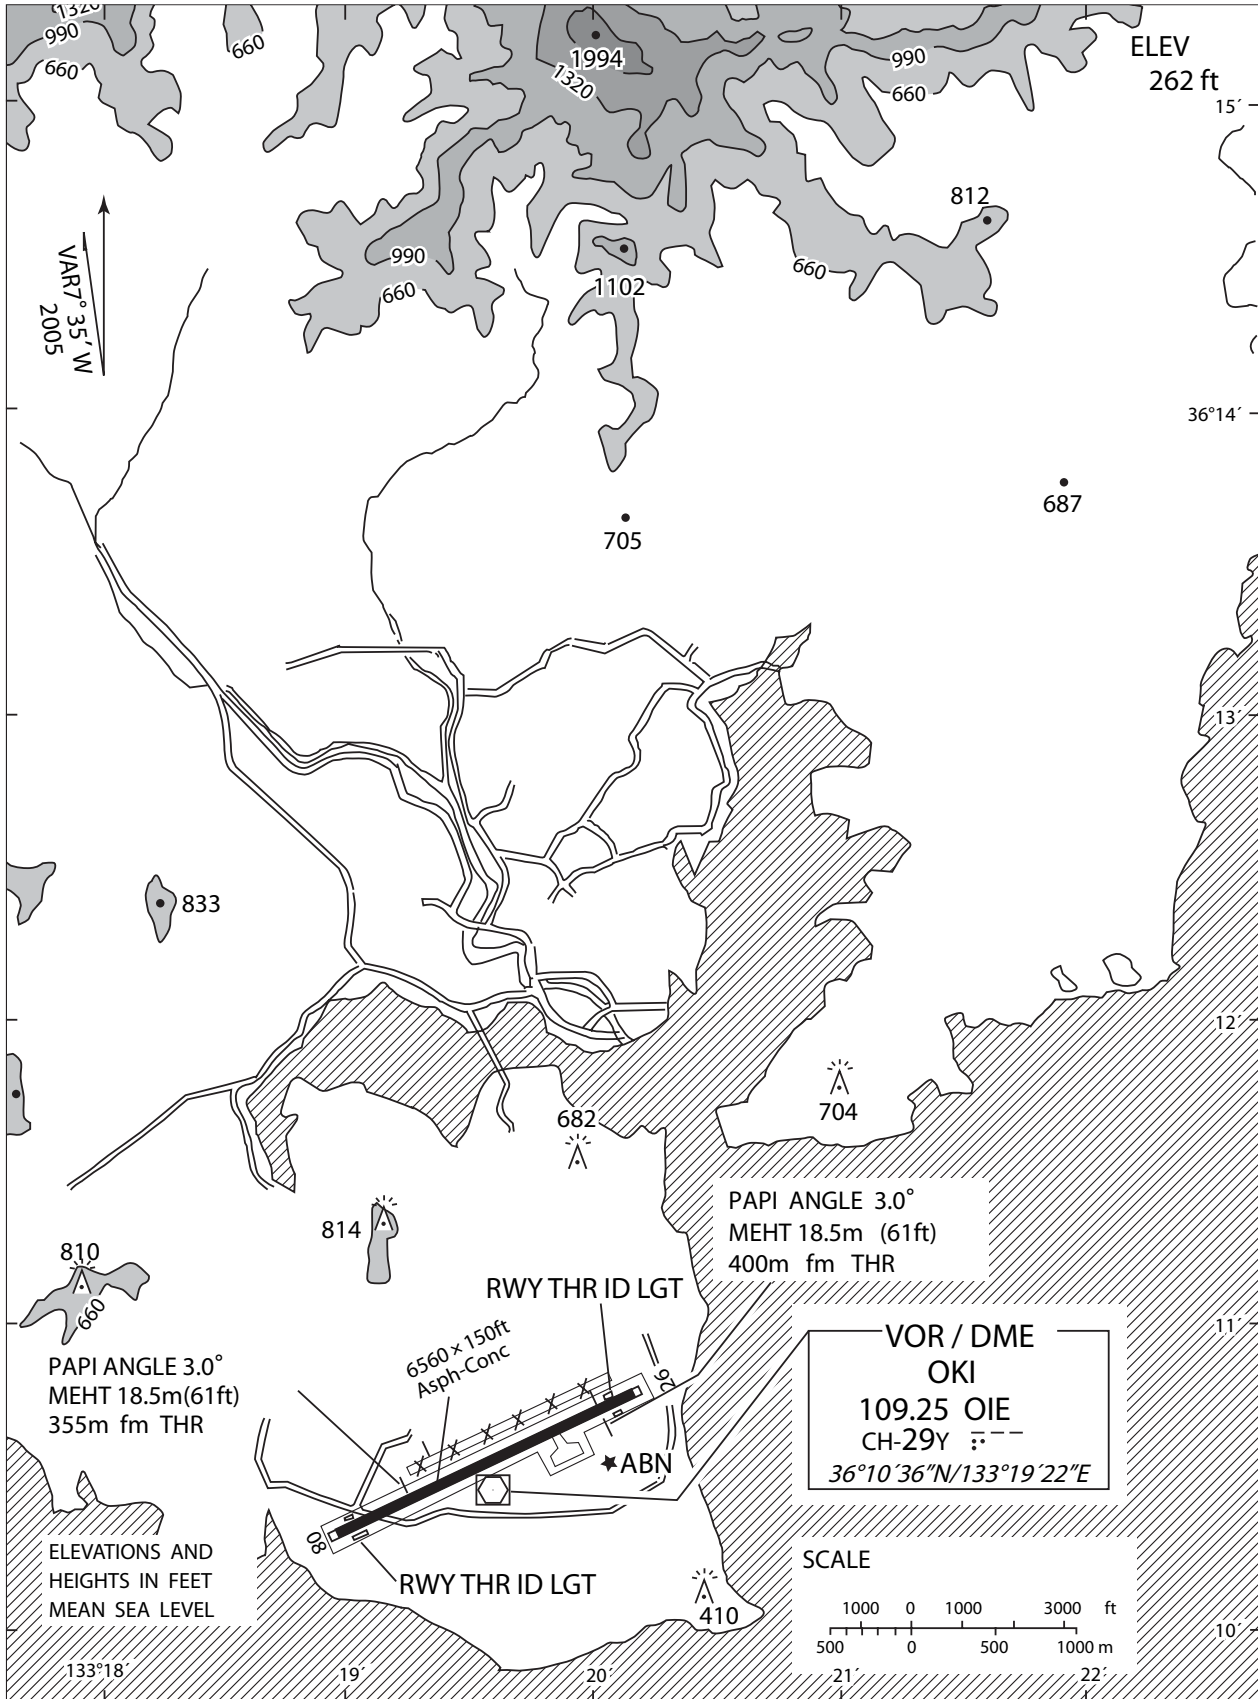 1320
990
660
660
1994
1320
990
660
ELEV
262 ft
15´
812
990
660
1102
660
VAR7° 35´ W
2005
36°14´
687
705
13´
833
12´
704
682
814
810
660
PAPI ANGLE 3.0°
MEHT 18.5m (61ft)
400m fm THR
RWY THR ID LGT
11´
6560 × 150ft
Asph-Conc
PAPI ANGLE 3.0°
MEHT 18.5m(61ft)
355m fm THR
26
VOR / DME
OKI
109.25 OIE
CH-29Y
36°10´36˝N/133°19´22˝E
ABN
08
ELEVATIONS AND
HEIGHTS IN FEET
MEAN SEA LEVEL
RWY THR ID LGT
410
SCALE
1000 0 1000 3000 ft
500 0 500 1000 m
10´
133°18´ 19´ 20´ 21´ 22´